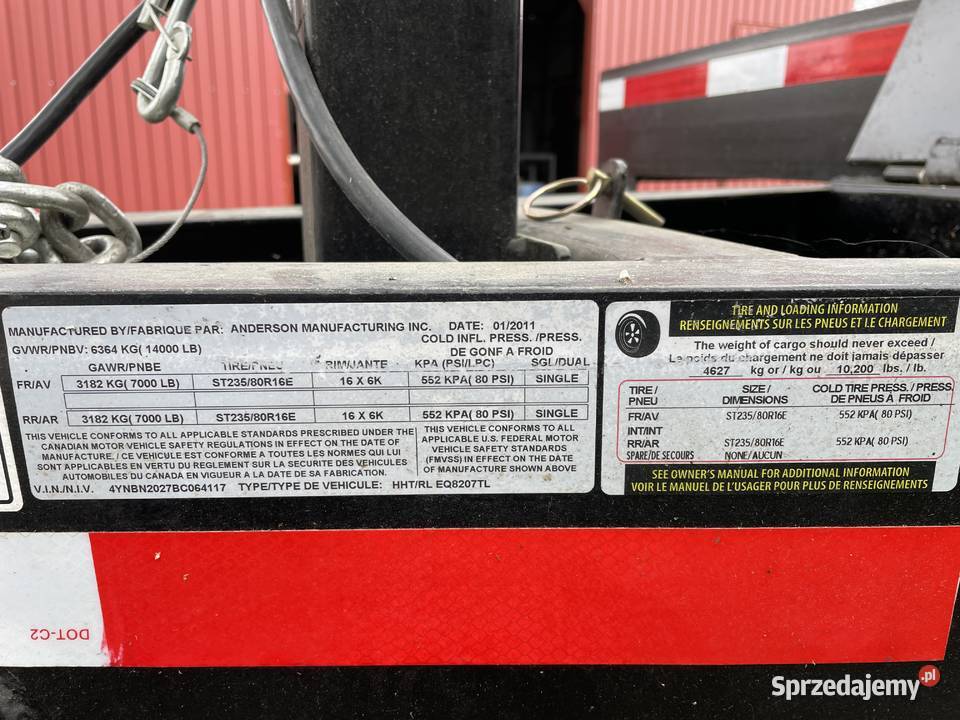 MANUFACTURED BY/FABRIQUE PAR: ANDERSON MANUFACTURING INC. DATE: 01/2011
GVWR/PNBV: 6364 KG( 14000 LB)
COLD INFL. PRESS. /PRESS.
DE GONF A FROID
GAWR/PNBE TIRE/PNEU RIM/JANTE KPA (PSI/LPC) SGL/DUAL
FR/AV 3182 KG( 7000 LB) ST235/80R16E 16 X 6K 552 KPA( 80 PSI) SINGLE
RR/AR 3182 KG( 7000 LB) ST235/80R16E 16 X 6K 552 KPA( 80 PSI) SINGLE
THIS VEHICLE CONFORMS TO ALL APPLICABLE STANDARDS PRESCRIBED UNDER THE
CANADIAN MOTOR VEHICLE SAFETY REGULATIONS IN EFFECT ON THE DATE OF
MANUFACTURE. / CE VEHICULE EST CONFORME A TOUTES LES NORMES QUI LUI
SONT APPLICABLES EN VERTU DU REGLEMENT SUR LA SECURITE DES VEHICULES
AUTOMOBILES DU CANADA EN VIGUEUR A LA DATE DE SA FABRICATION.
THIS VEHICLE CONFORMS TO ALL
APPLICABLE U.S. FEDERAL MOTOR
VEHICLE SAFETY STANDARDS
(FMVSS) IN EFFECT ON THE DATE
OF MANUFACTURE SHOWN ABOVE
V.I.N./N.I.V. 4YNBN2027BC064117 TYPE/TYPE DE VEHICULE: HHT/RL EQ8207TL
TIRE AND LOADING INFORMATION
RENSEIGNEMENTS SUR LES PNEUS ET LE CHARGEMENT
The weight of cargo should never exceed /
Le poids du chargement ne doit jamais dépasser
4627 kg or / kg ou 10,200 lbs. / lb.
TIRE / PNEU SIZE / DIMENSIONS COLD TIRE PRESS./ PRESS. DE PNEUS À FROID
FR/AV ST235/80R16E 552 KPA( 80 PSI)
INT/INT
RR/AR ST235/80R16E 552 KPA( 80 PSI)
SPARE/DE SECOURS NONE/AUCUN
SEE OWNER'S MANUAL FOR ADDITIONAL INFORMATION
VOIR LE MANUEL DE L'USAGER POUR PLUS DE RENSEIGNEMENTS
DOT-C2
Sprzedajemy.pl